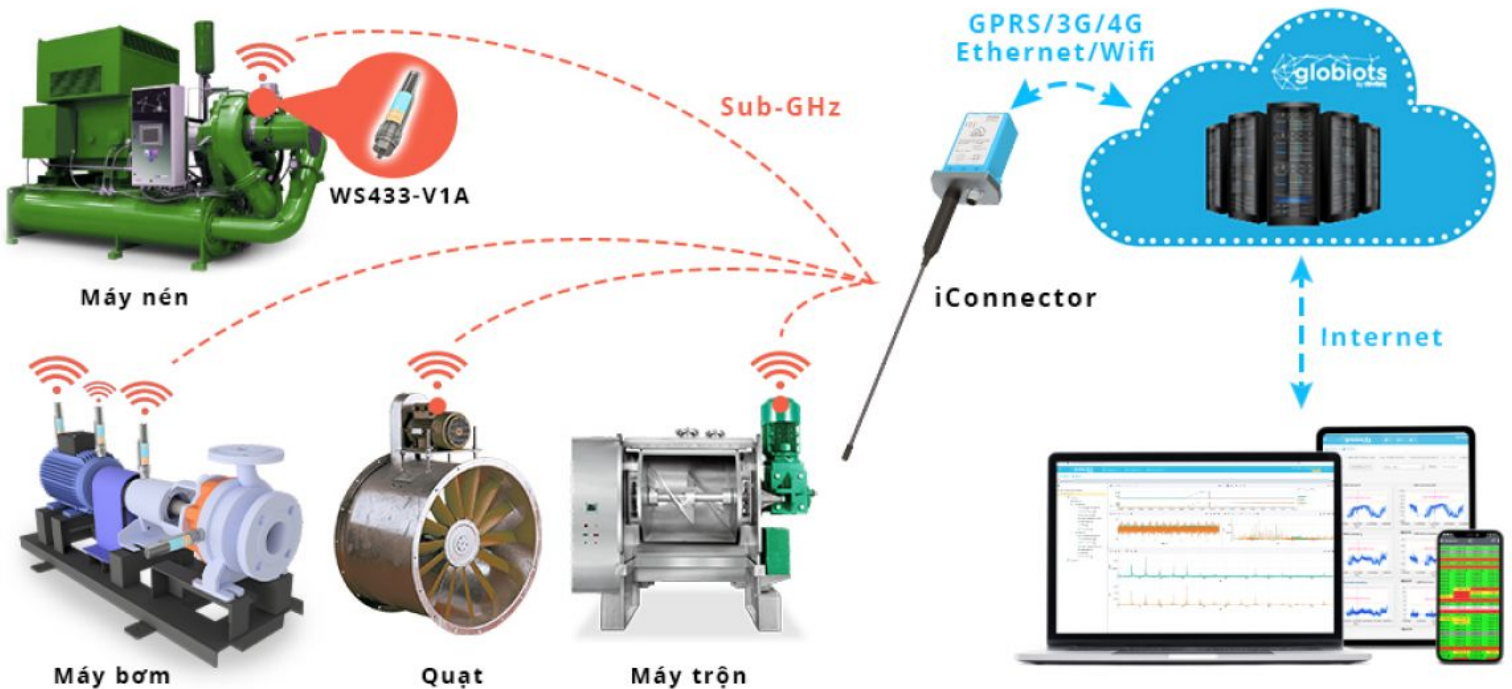 GPRS/3G/4G
Ethernet/Wifi
globiots
Sub-GHz
WS433-V1A
Máy nén
iConnector
Internet
Máy bơm
Quạt
Máy trộn